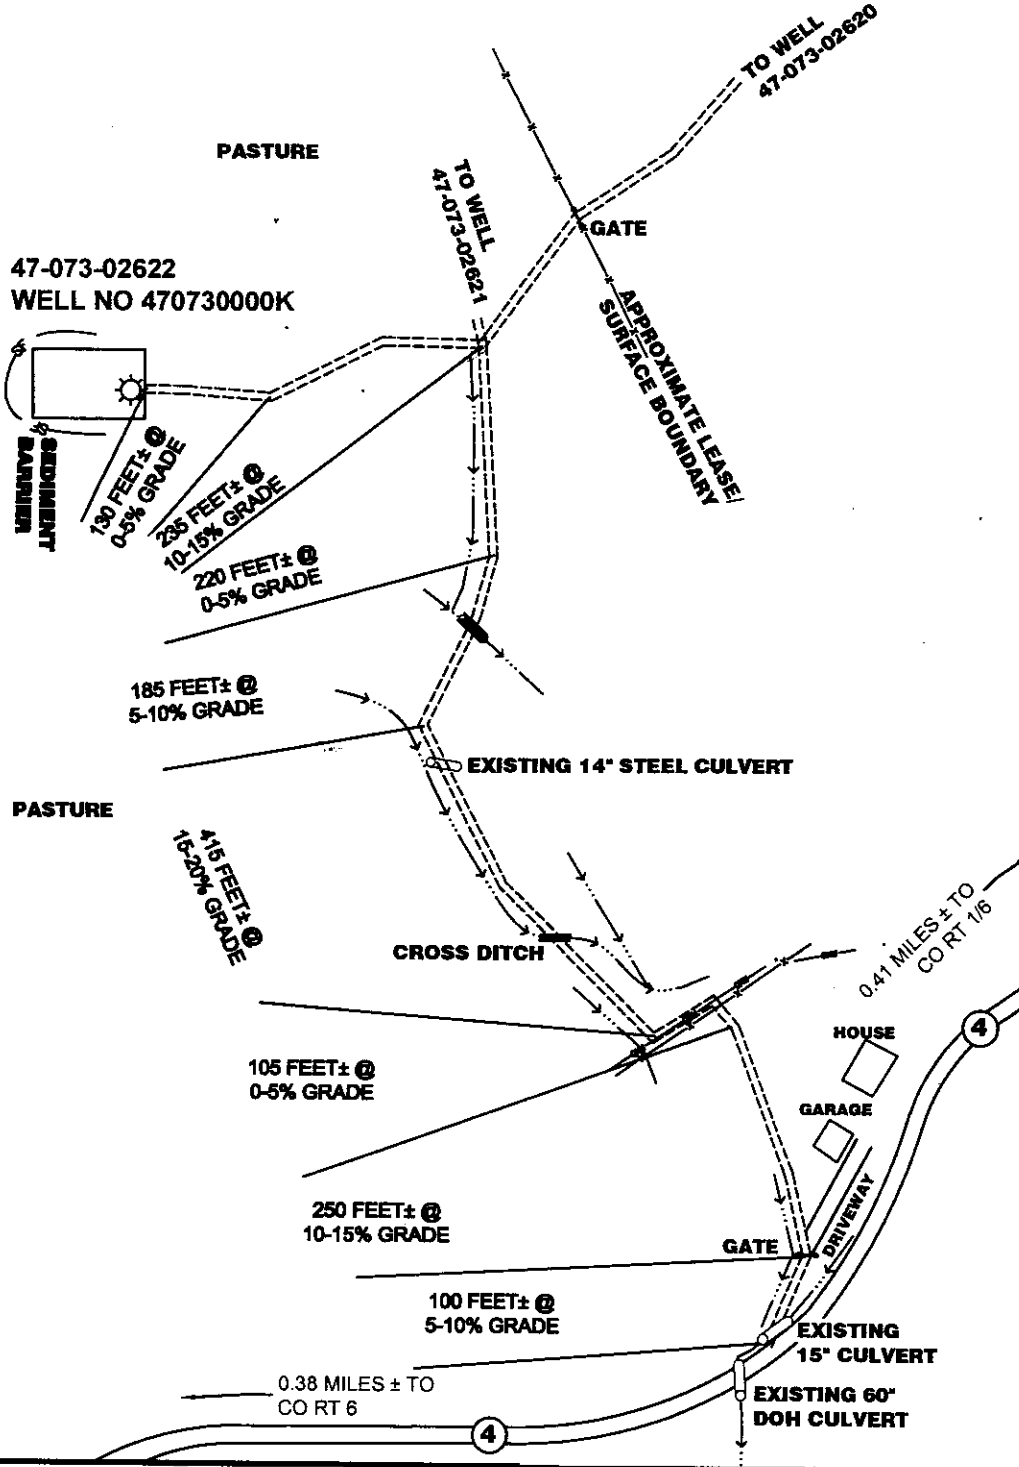 TO WELL
47-073-02620
PASTURE
TO WELL
47-073-02621
GATE
47-073-02622
WELL NO 470730000K
APPROXIMATE LEASE/
SURFACE BOUNDARY
SEDIMENT
BARRIER
130 FEET± @
0-5% GRADE
235 FEET± @
10-15% GRADE
220 FEET± @
0-5% GRADE
185 FEET± @
5-10% GRADE
EXISTING 14" STEEL CULVERT
PASTURE
415 FEET± @
15-20% GRADE
CROSS DITCH
0.41 MILES ± TO
CO RT 1/6
4
HOUSE
105 FEET± @
0-5% GRADE
GARAGE
DRIVEWAY
250 FEET± @
10-15% GRADE
GATE
100 FEET± @
5-10% GRADE
EXISTING
15" CULVERT
0.38 MILES ± TO
CO RT 6
EXISTING 60"
DOH CULVERT
4